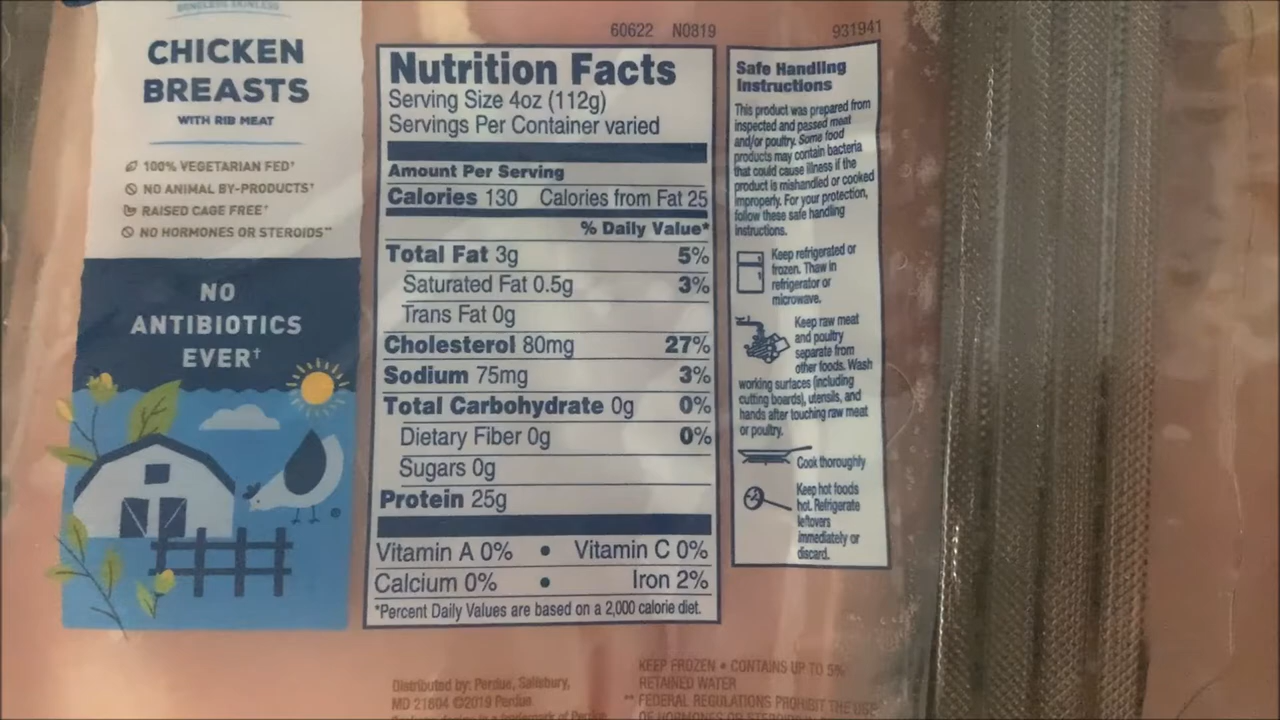 BONELESS SKINLESS
CHICKEN
BREASTS
WITH RIB MEAT
100% VEGETARIAN FED†
NO ANIMAL BY-PRODUCTS†
RAISED CAGE FREE†
NO HORMONES OR STEROIDS**
NO
ANTIBIOTICS
EVER†
60622 N0819
Nutrition Facts
Serving Size 4oz (112g)
Servings Per Container varied
Amount Per Serving
Calories 130 Calories from Fat 25
% Daily Value*
Total Fat 3g 5%
Saturated Fat 0.5g 3%
Trans Fat 0g
Cholesterol 80mg 27%
Sodium 75mg 3%
Total Carbohydrate 0g 0%
Dietary Fiber 0g 0%
Sugars 0g
Protein 25g
Vitamin A 0% • Vitamin C 0%
Calcium 0% • Iron 2%
*Percent Daily Values are based on a 2,000 calorie diet.
931941
Safe Handling
Instructions
This product was prepared from
inspected and passed meat
and/or poultry. Some food
products may contain bacteria
that could cause illness if the
product is mishandled or cooked
improperly. For your protection,
follow these safe handling
instructions.
Keep refrigerated or
frozen. Thaw in
refrigerator or
microwave.
Keep raw meat
and poultry
separate from
other foods. Wash
working surfaces (including
cutting boards), utensils, and
hands after touching raw meat
or poultry.
Cook thoroughly
Keep hot foods
hot. Refrigerate
leftovers
immediately or
discard.
Distributed by: Perdue, Salisbury,
MD 21804 ©2019 Perdue
is a trademark of Perdue
KEEP FROZEN • CONTAINS UP TO 5%
RETAINED WATER
** FEDERAL REGULATIONS PROHIBIT THE USE
OF HORMONES OR